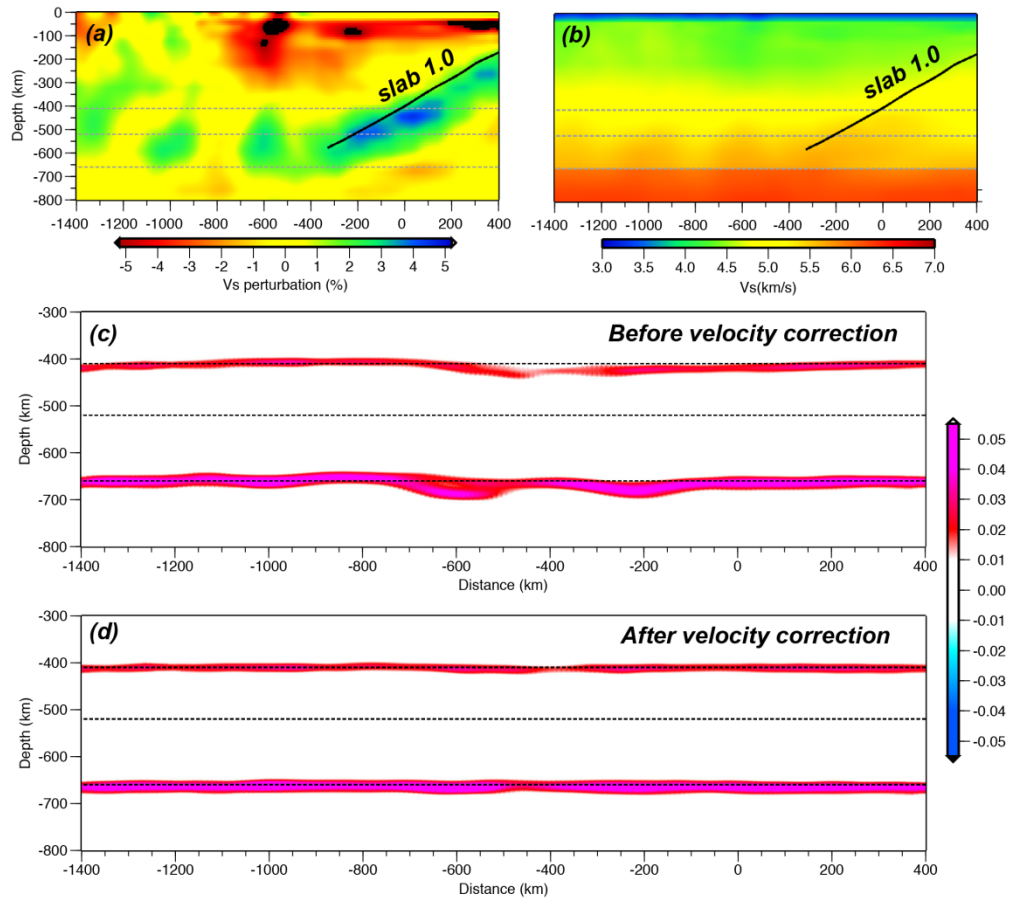 (a)
slab 1.0
Depth (km)
0
-100
-200
-300
-400
-500
-600
-700
-800
-1400 -1200 -1000 -800 -600 -400 -200 0 200 400
-5 -4 -3 -2 -1 0 1 2 3 4 5
Vs perturbation (%)
(b)
slab 1.0
-1400 -1200 -1000 -800 -600 -400 -200 0 200 400
3.0 3.5 4.0 4.5 5.0 5.5 6.0 6.5 7.0
Vs(km/s)
(c)
Before velocity correction
Depth (km)
-300
-400
-500
-600
-700
-800
-1400 -1200 -1000 -800 -600 -400 -200 0 200 400
Distance (km)
(d)
After velocity correction
Depth (km)
-300
-400
-500
-600
-700
-800
-1400 -1200 -1000 -800 -600 -400 -200 0 200 400
Distance (km)
0.05
0.04
0.03
0.02
0.01
0.00
-0.01
-0.02
-0.03
-0.04
-0.05